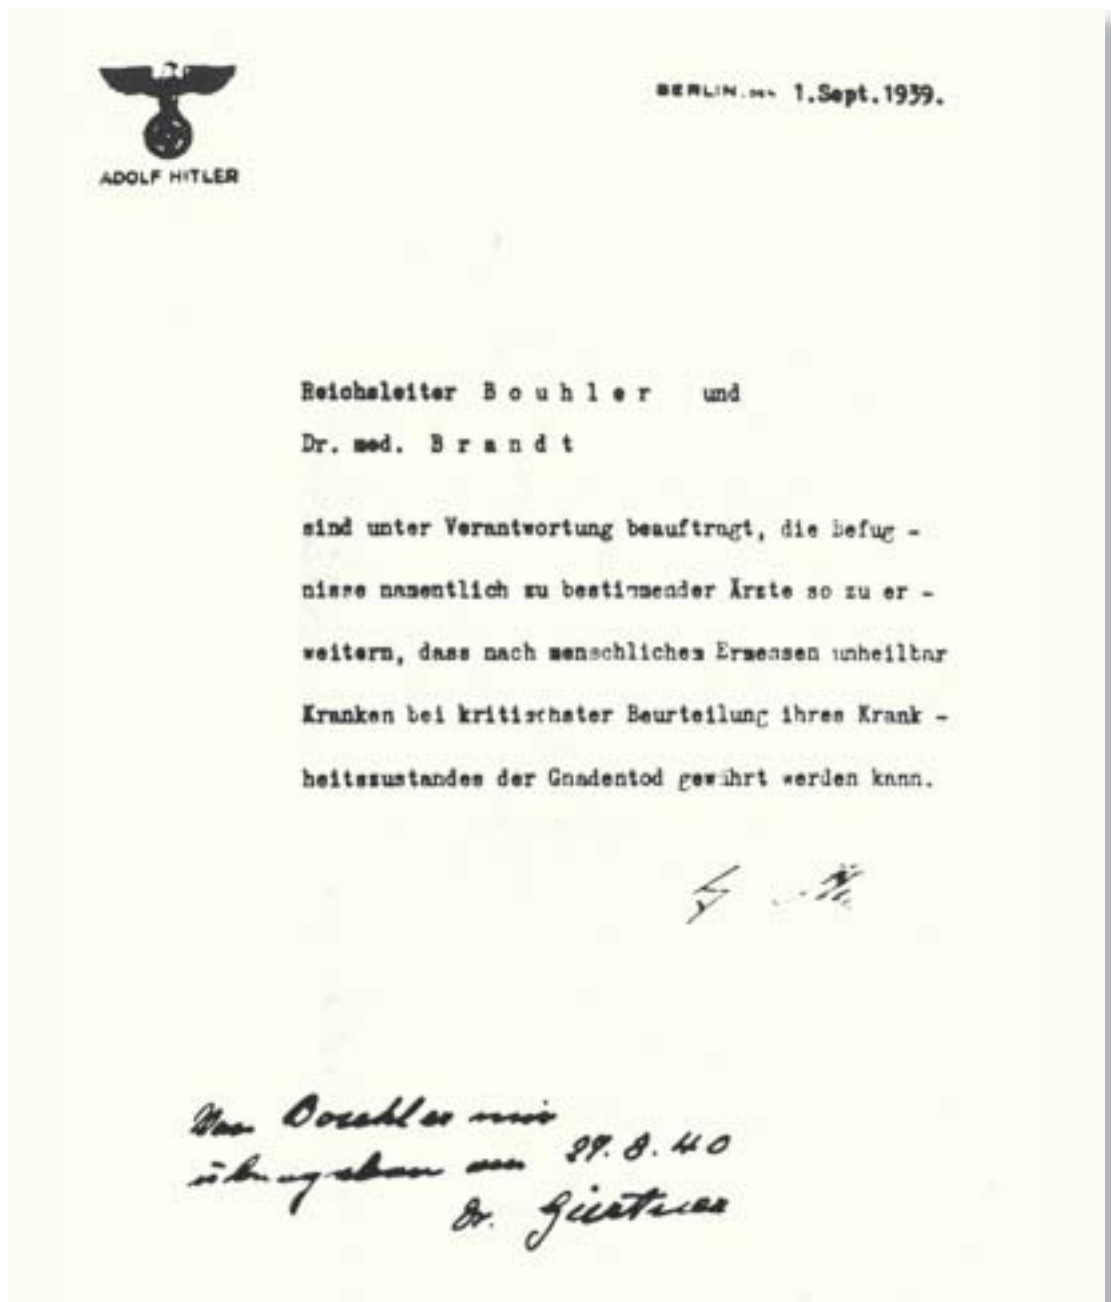 ADOLF HITLER
BERLIN, DEN 1.Sept.1939.
Reichsleiter B o u h l e r und
Dr. med. B r a n d t
sind unter Verantwortung beauftragt, die Befug -
nisse namentlich zu bestimmender Ärzte so zu er -
weitern, dass nach menschlichem Ermessen unheilbar
Kranken bei kritischster Beurteilung ihres Krank -
heitszustandes der Gnadentod gewährt werden kann.
Von Bouhler mir
übergeben am 27.8.40
Dr. Gürtner